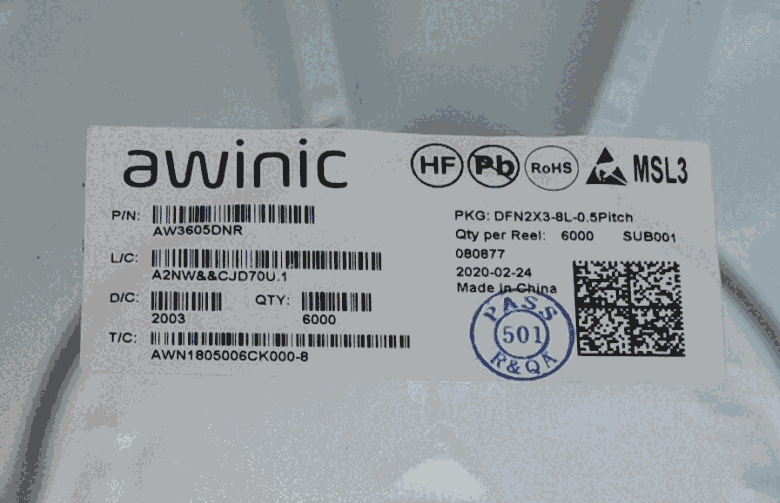 awinic HF Pb RoHS MSL3
P/N:
AW3605DNR
L/C:
A2NW&&CJD70U.1
D/C: QTY:
2003 6000
T/C:
AWN1805006CK000-8
PKG: DFN2X3-8L-0.5Pitch
Qty per Reel: 6000 SUB001
080877
2020-02-24
Made in China
PASS
501
R&QA